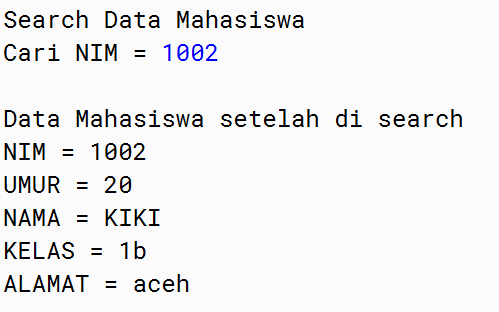 Search Data Mahasiswa
Cari NIM = 1002
Data Mahasiswa setelah di search
NIM = 1002
UMUR = 20
NAMA = KIKI
KELAS = 1b
ALAMAT = aceh